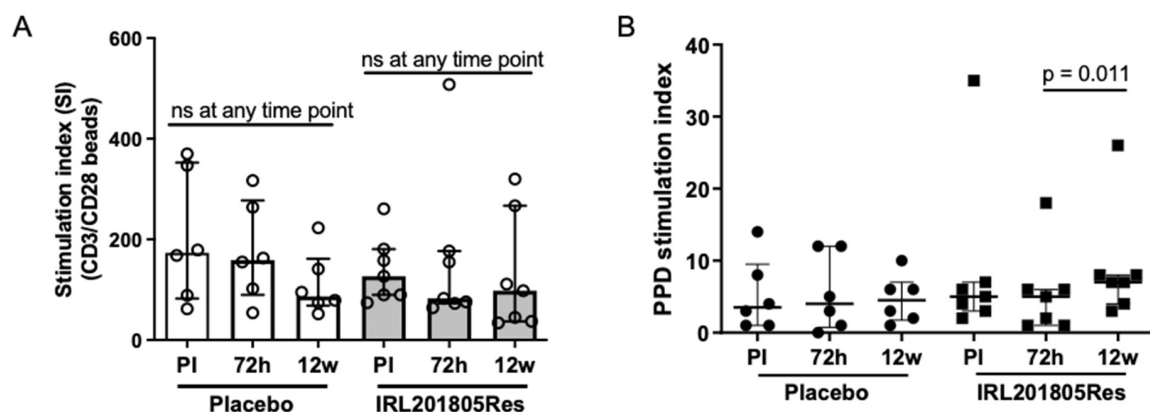 A
Stimulation index (SI)
(CD3/CD28 beads)
600
400
200
0
ns at any time point
ns at any time point
PI 72h 12w PI 72h 12w
Placebo IRL201805Res
B
PPD stimulation index
40
30
20
10
0
p = 0.011
PI 72h 12w PI 72h 12w
Placebo IRL201805Res